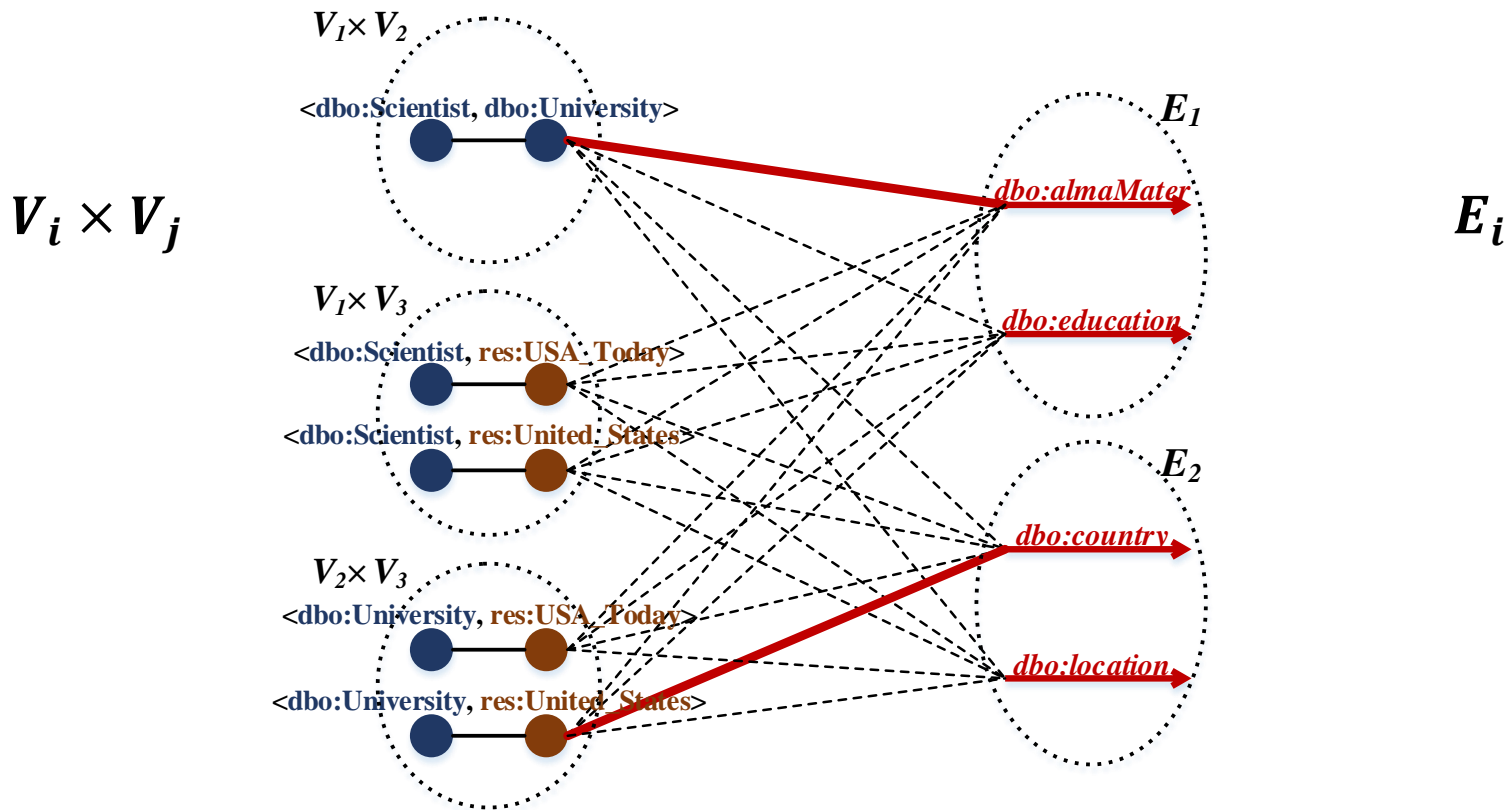 V1 × V2
<dbo:Scientist, dbo:University>
Vi × Vj
V1 × V3
<dbo:Scientist, res:USA_Today>
<dbo:Scientist, res:United_States>
V2 × V3
<dbo:University, res:USA_Today>
<dbo:University, res:United_States>
E1
dbo:almaMater
dbo:education
Ei
E2
dbo:country
dbo:location